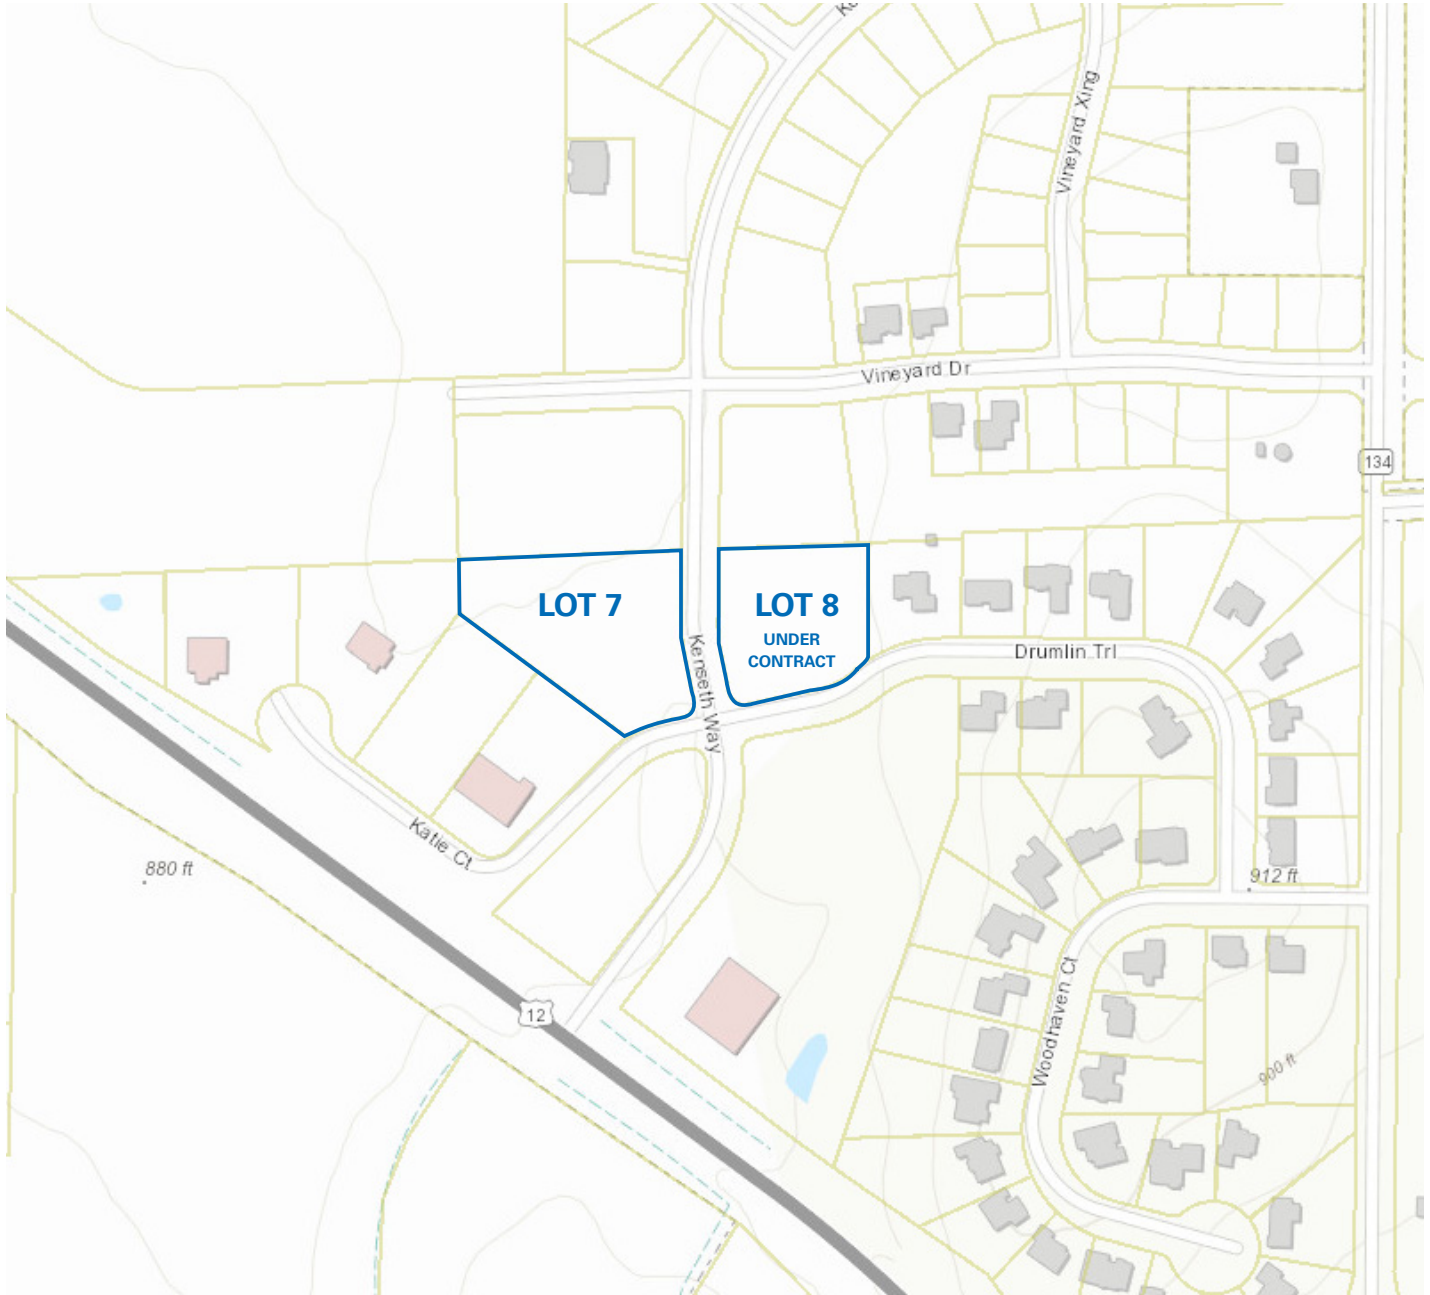 Vineyard Xing
Vineyard Dr
134
LOT 7
LOT 8
UNDER
CONTRACT
Kenseth Way
Drumlin Trl
Katie Ct
880 ft
912 ft
12
Woodhaven Ct
900 ft